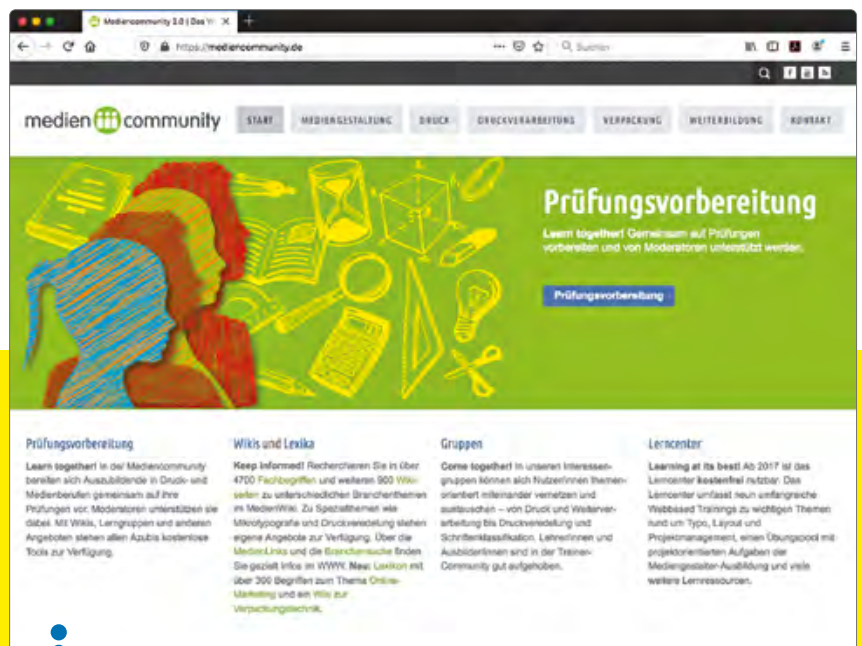 Mediencommunity 2.0 | Das W
https://mediencommunity.de
Suchen
medien community
START
MEDIENGESTALTUNG
DRUCK
DRUCKVERARBEITUNG
VERPACKUNG
WEITERBILDUNG
KONTAKT
Prüfungsvorbereitung
Learn together! Gemeinsam auf Prüfungen
vorbereiten und von Moderatoren unterstützt werden.
Prüfungsvorbereitung
Prüfungsvorbereitung
Learn together! In der Mediencommunity
bereiten sich Auszubildende in Druck- und
Medienberufen gemeinsam auf ihre
Prüfungen vor. Moderatoren unterstützen sie
dabei. Mit Wikis, Lerngruppen und anderen
Angeboten stehen allen Azubis kostenlose
Tools zur Verfügung.
Wikis und Lexika
Keep informed! Recherchieren Sie in über
4700 Fachbegriffen und weiteren 900 Wiki-
seiten zu unterschiedlichen Branchenthemen
im MedienWiki. Zu Spezialthemen wie
Mikrotypografie und Druckveredelung stehen
eigene Angebote zur Verfügung. Über die
MedienLinks und die Branchensuche finden
Sie gezielt Infos im WWW. Neu: Lexikon mit
über 300 Begriffen zum Thema Online-
Marketing und ein Wiki zur
Verpackungstechnik.
Gruppen
Come together! In unseren Interessen-
gruppen können sich NutzerInnen themen-
orientiert miteinander vernetzen und
austauschen – von Druck und Weiterver-
arbeitung bis Druckveredelung und
Schriftenklassifikation. LehrerInnen und
AusbilderInnen sind in der Trainer-
Community gut aufgehoben.
Lerncenter
Learning at its best! Ab 2017 ist das
Lerncenter kostenfrei nutzbar. Das
Lerncenter umfasst neun umfangreiche
Webbased Trainings zu wichtigen Themen
rund um Typo, Layout und
Projektmanagement, einen Übungspool mit
projektorientierten Aufgaben der
Mediengestalter-Ausbildung und viele
weitere Lernressourcen.